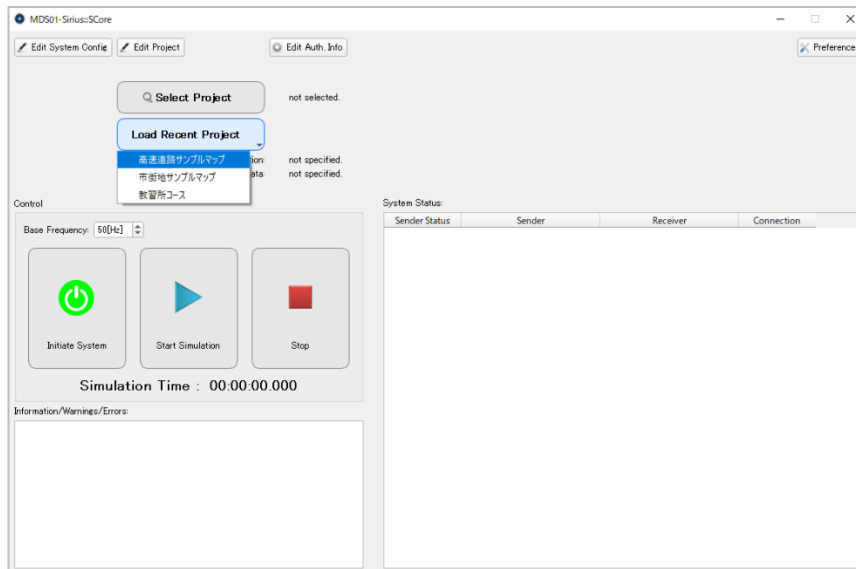 MDS01-Sirius::SCore
Edit System Config Edit Project Edit Auth. Info Preference
Select Project not selected.
Load Recent Project
高速道路サンプルマップ ion: not specified.
市街地サンプルマップ ata: not specified.
教習所コース
Control System Status:
Sender Status Sender Receiver Connection
Base Frequency: 50[Hz]
Initiate System Start Simulation Stop
Simulation Time : 00:00:00.000
Information/Warnings/Errors: